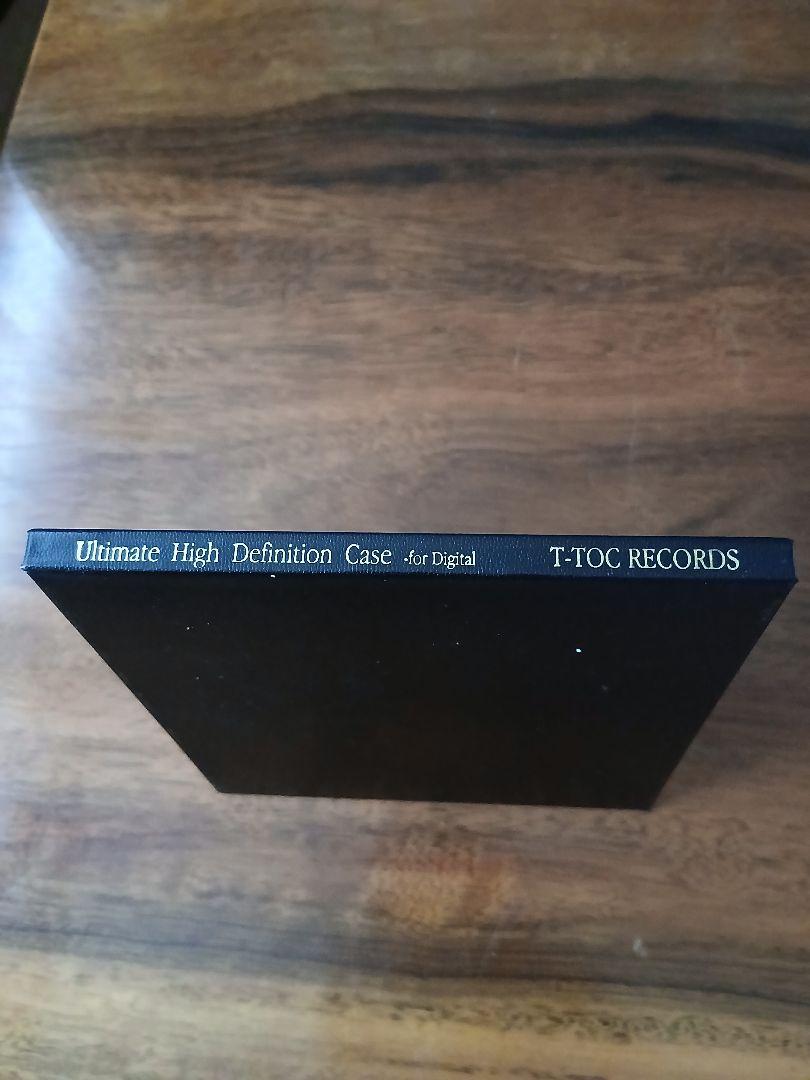 Ultimate High Definition Case -for Digital T-TOC RECORDS